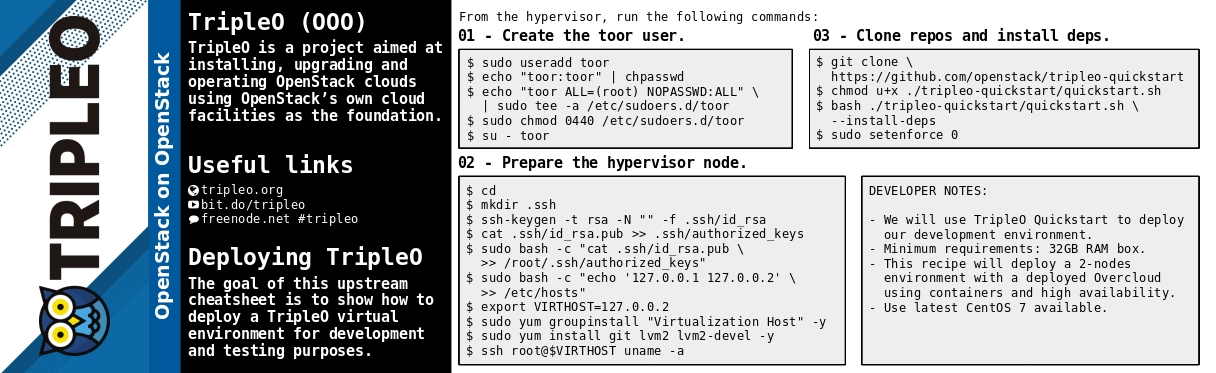 TRIPLEO
OpenStack on OpenStack
TripleO (OOO)
TripleO is a project aimed at
installing, upgrading and
operating OpenStack clouds
using OpenStack’s own cloud
facilities as the foundation.
Useful links
tripleo.org
bit.do/tripleo
freenode.net #tripleo
Deploying TripleO
The goal of this upstream
cheatsheet is to show how to
deploy a TripleO virtual
environment for development
and testing purposes.
From the hypervisor, run the following commands:
01 - Create the toor user.
$ sudo useradd toor
$ echo "toor:toor" | chpasswd
$ echo "toor ALL=(root) NOPASSWD:ALL" \
| sudo tee -a /etc/sudoers.d/toor
$ sudo chmod 0440 /etc/sudoers.d/toor
$ su - toor
02 - Prepare the hypervisor node.
$ cd
$ mkdir .ssh
$ ssh-keygen -t rsa -N "" -f .ssh/id_rsa
$ cat .ssh/id_rsa.pub >> .ssh/authorized_keys
$ sudo bash -c "cat .ssh/id_rsa.pub \
>> /root/.ssh/authorized_keys"
$ sudo bash -c "echo '127.0.0.1 127.0.0.2' \
>> /etc/hosts"
$ export VIRTHOST=127.0.0.2
$ sudo yum groupinstall "Virtualization Host" -y
$ sudo yum install git lvm2 lvm2-devel -y
$ ssh root@$VIRTHOST uname -a
03 - Clone repos and install deps.
$ git clone \
https://github.com/openstack/tripleo-quickstart
$ chmod u+x ./tripleo-quickstart/quickstart.sh
$ bash ./tripleo-quickstart/quickstart.sh \
--install-deps
$ sudo setenforce 0
DEVELOPER NOTES:
- We will use TripleO Quickstart to deploy
our development environment.
- Minimum requirements: 32GB RAM box.
- This recipe will deploy a 2-nodes
environment with a deployed Overcloud
using containers and high availability.
- Use latest CentOS 7 available.